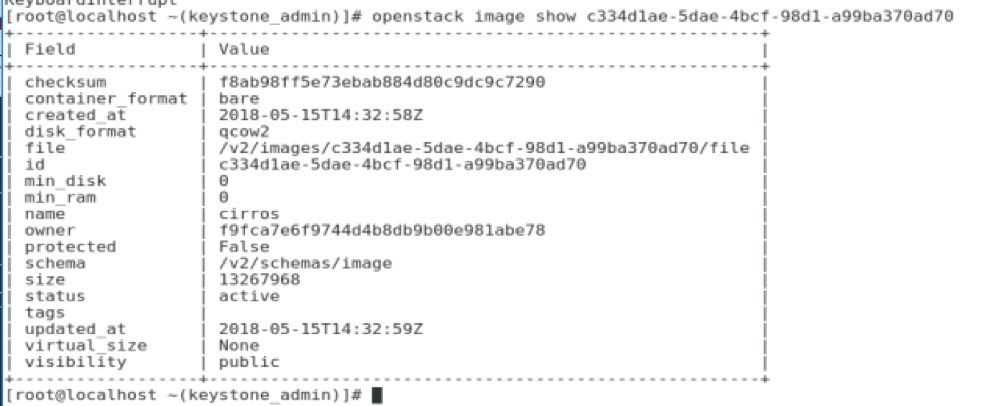 KeyboardInterrupt
[root@localhost ~(keystone_admin)]# openstack image show c334d1ae-5dae-4bcf-98d1-a99ba370ad70
+------------------+------------------------------------------------------+
| Field | Value |
+------------------+------------------------------------------------------+
| checksum | f8ab98ff5e73ebab884d80c9dc9c7290 |
| container_format | bare |
| created_at | 2018-05-15T14:32:58Z |
| disk_format | qcow2 |
| file | /v2/images/c334d1ae-5dae-4bcf-98d1-a99ba370ad70/file |
| id | c334d1ae-5dae-4bcf-98d1-a99ba370ad70 |
| min_disk | 0 |
| min_ram | 0 |
| name | cirros |
| owner | f9fca7e6f9744d4b8db9b00e981abe78 |
| protected | False |
| schema | /v2/schemas/image |
| size | 13267968 |
| status | active |
| tags | |
| updated_at | 2018-05-15T14:32:59Z |
| virtual_size | None |
| visibility | public |
+------------------+------------------------------------------------------+
[root@localhost ~(keystone_admin)]#